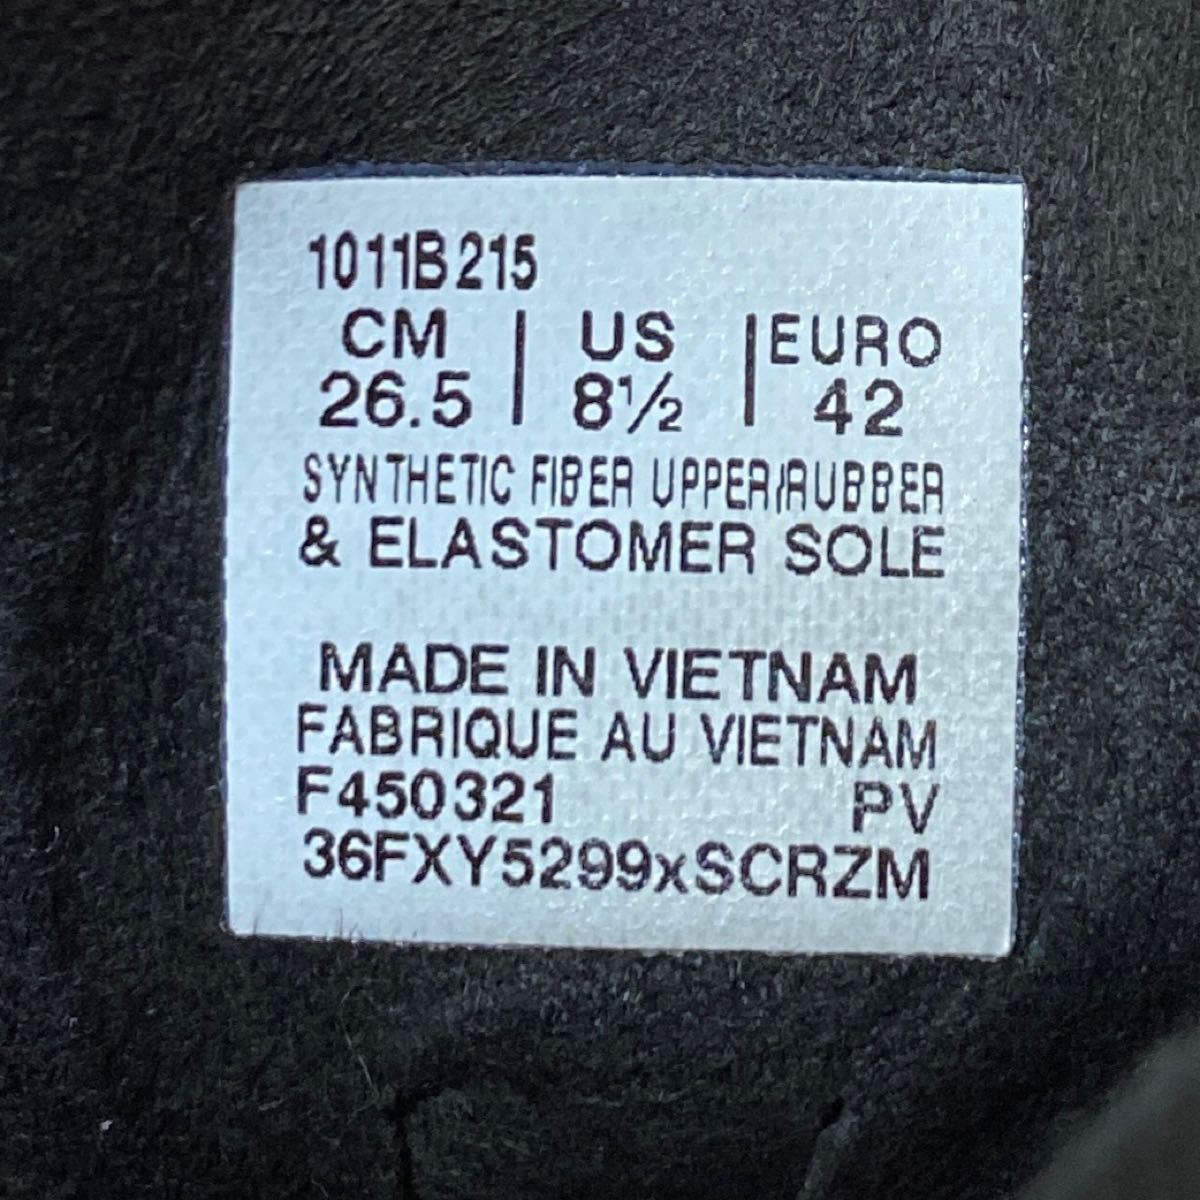 1011B215
CM | US | EURO
26.5 | 8½ | 42
SYNTHETIC FIBER UPPER/RUBBER
& ELASTOMER SOLE
MADE IN VIETNAM
FABRIQUE AU VIETNAM
F450321 PV
36FXY5299xSCRZM